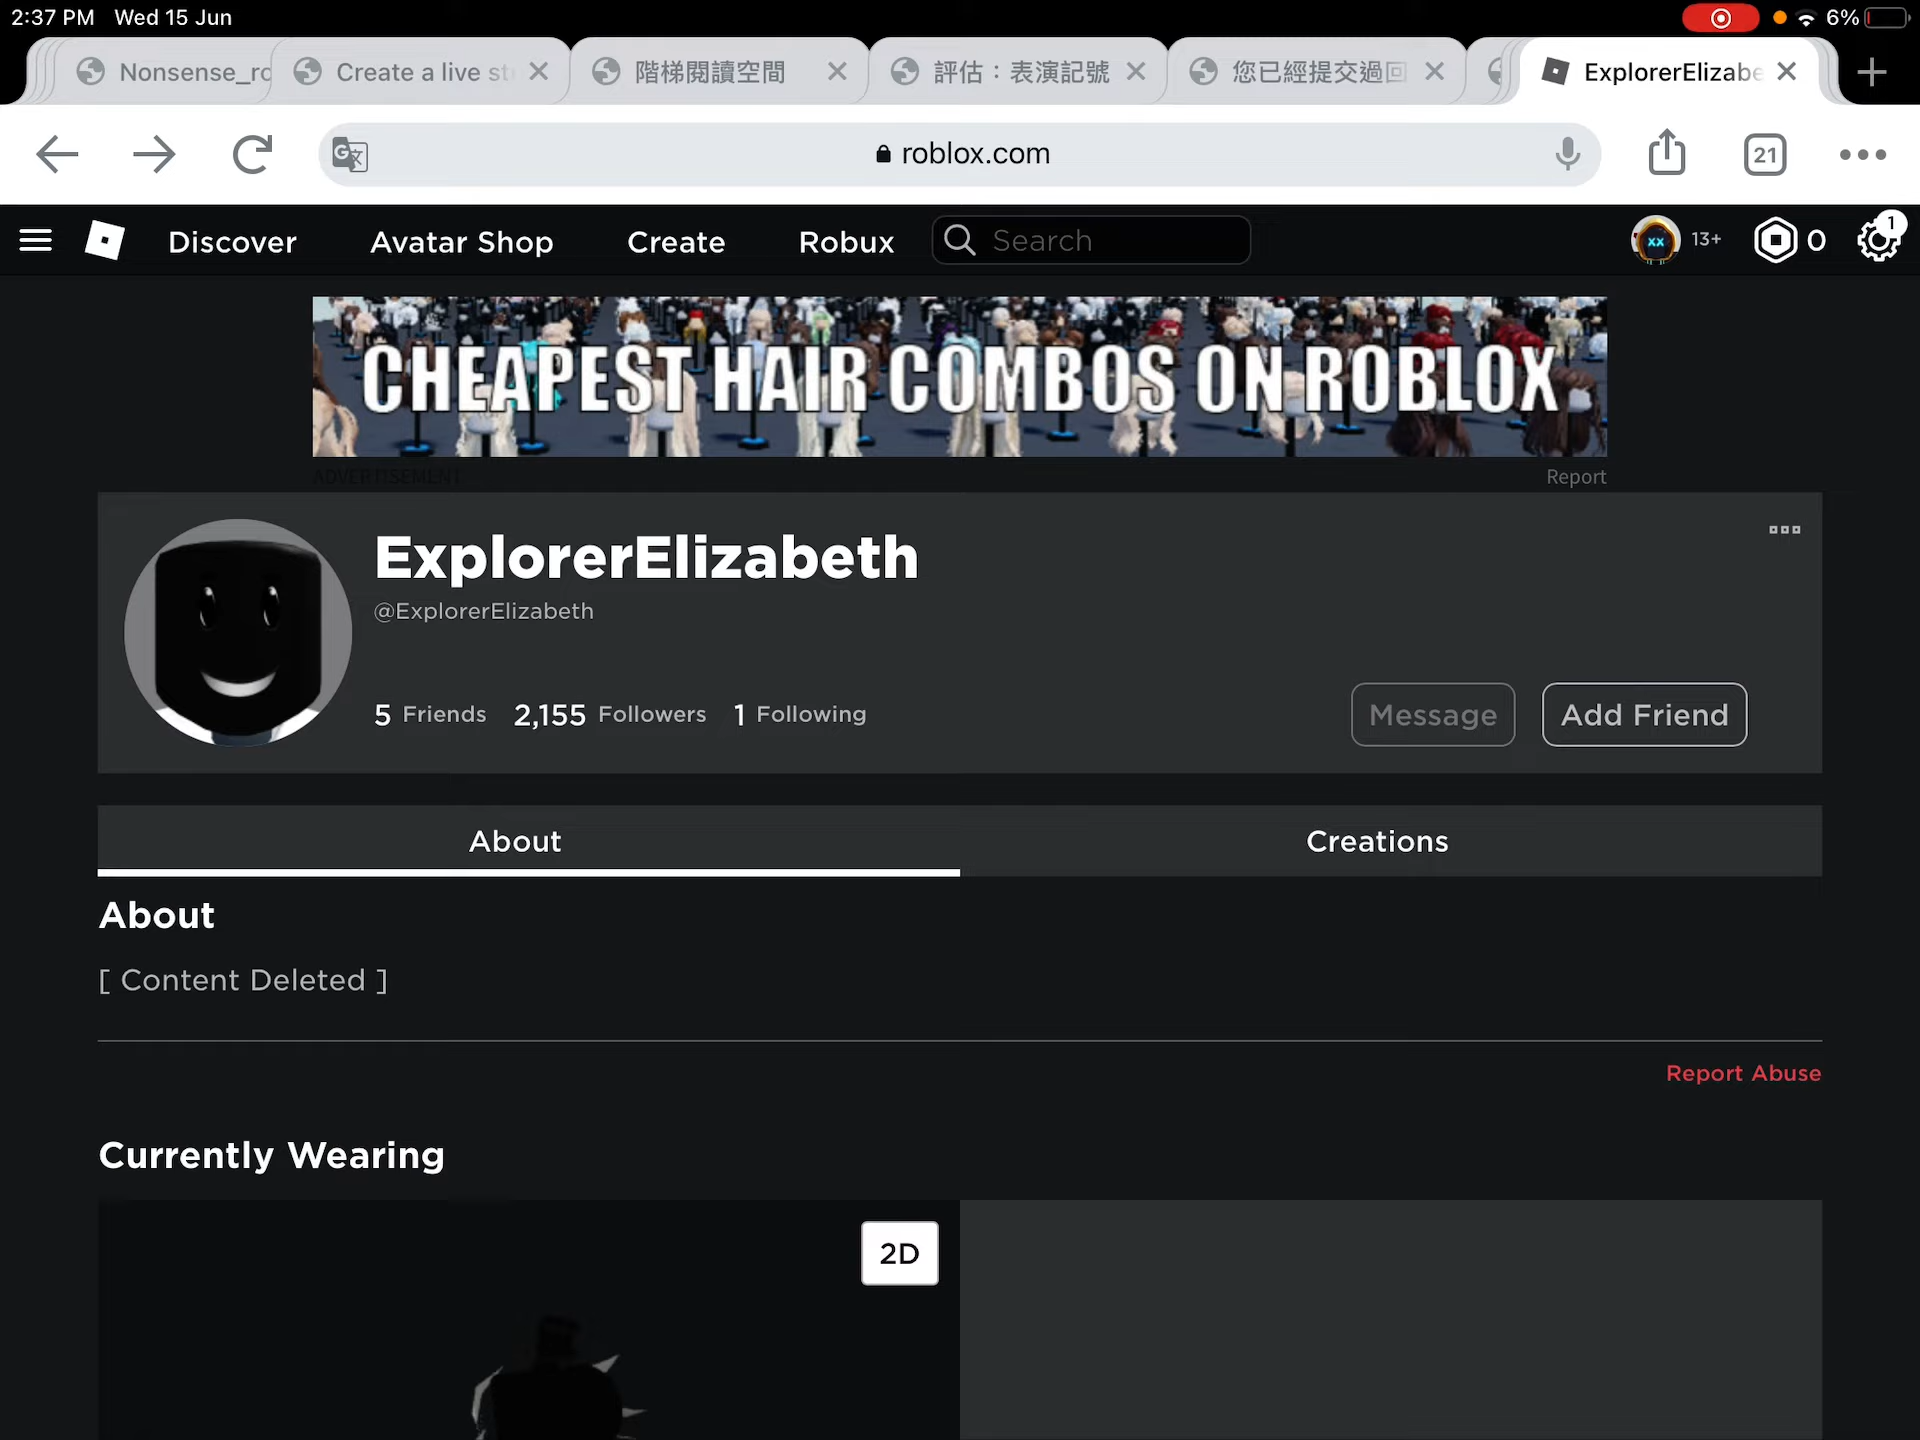 2:37 PM Wed 15 Jun 6%
Nonsense_ro Create a live st 階梯閱讀空間 評估：表演記號 您已經提交過回 ExplorerElizabe
roblox.com 21
Discover Avatar Shop Create Robux Search 13+ 0 1
CHEAPEST HAIR COMBOS ON ROBLOX
ADVERTISEMENT Report
ExplorerElizabeth
@ExplorerElizabeth
5 Friends 2,155 Followers 1 Following Message Add Friend
About Creations
About
[ Content Deleted ]
Report Abuse
Currently Wearing
2D